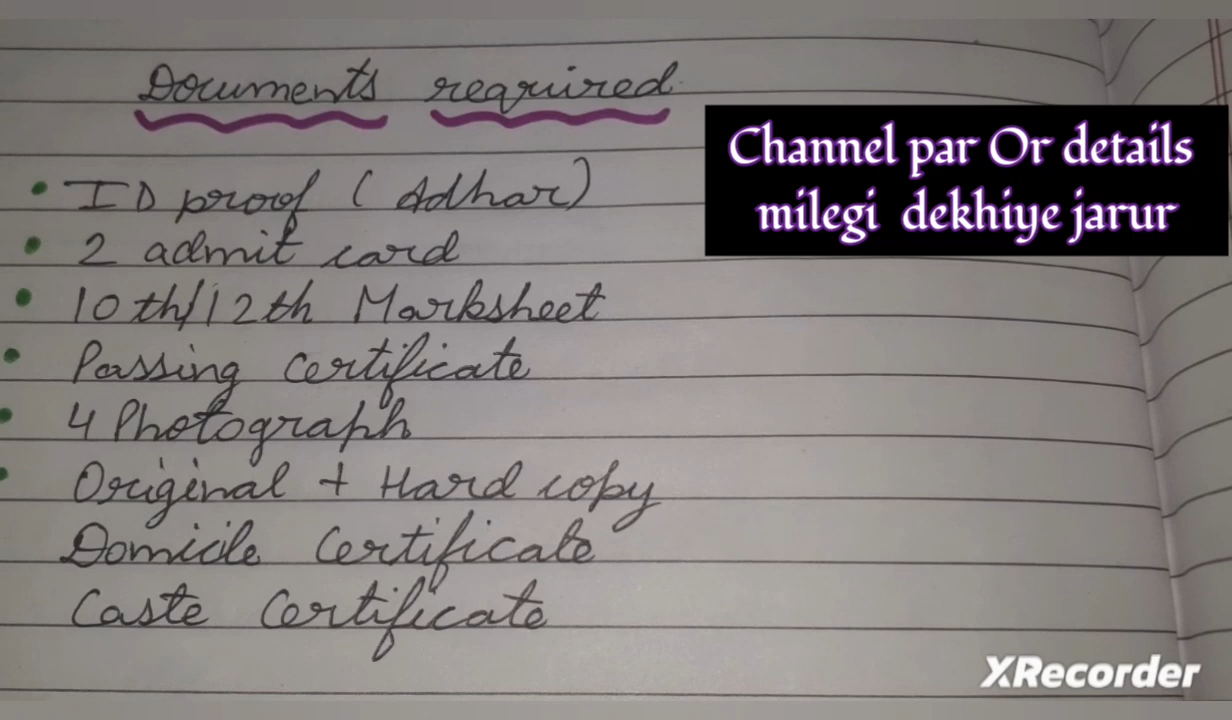 Documents required
• ID proof ( Adhar)
• 2 admit card
• 10th/12th Marksheet
• Passing Certificate
• 4 Photograph
• Original + Hard copy
Domicile Certificate
Caste Certificate
Channel par Or details
milegi dekhiye jarur
XRecorder